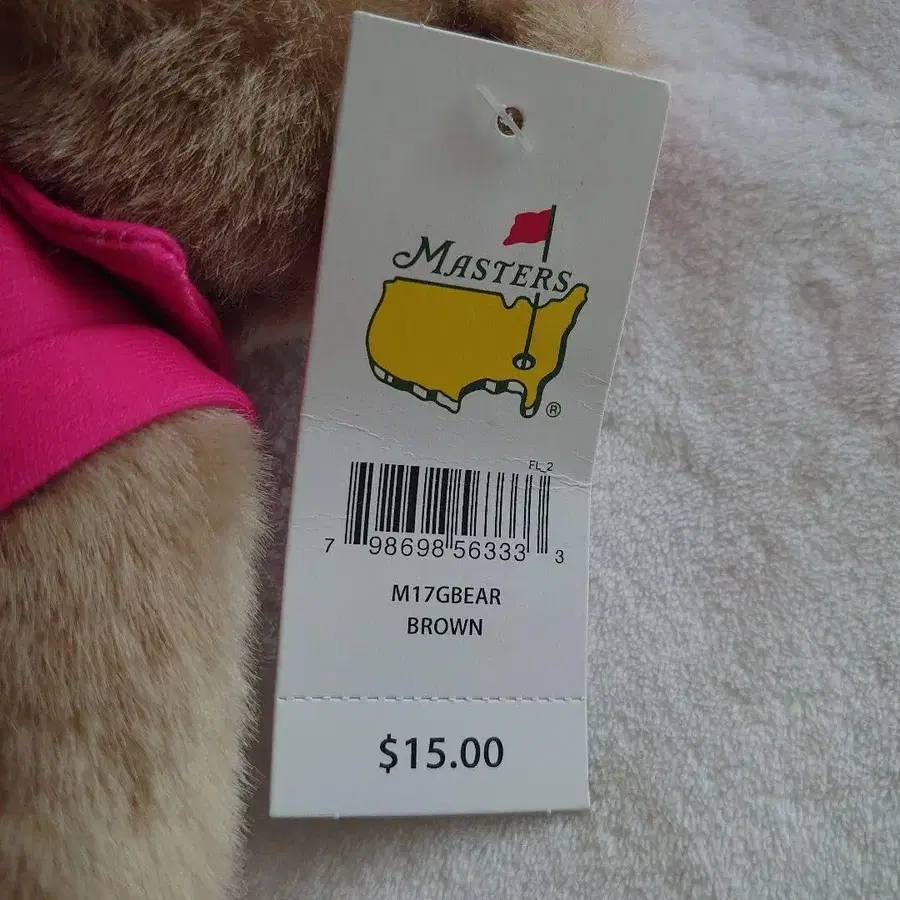 MASTERS
®
FL_2
7 98698 56333 3
M17GBEAR
BROWN
$15.00